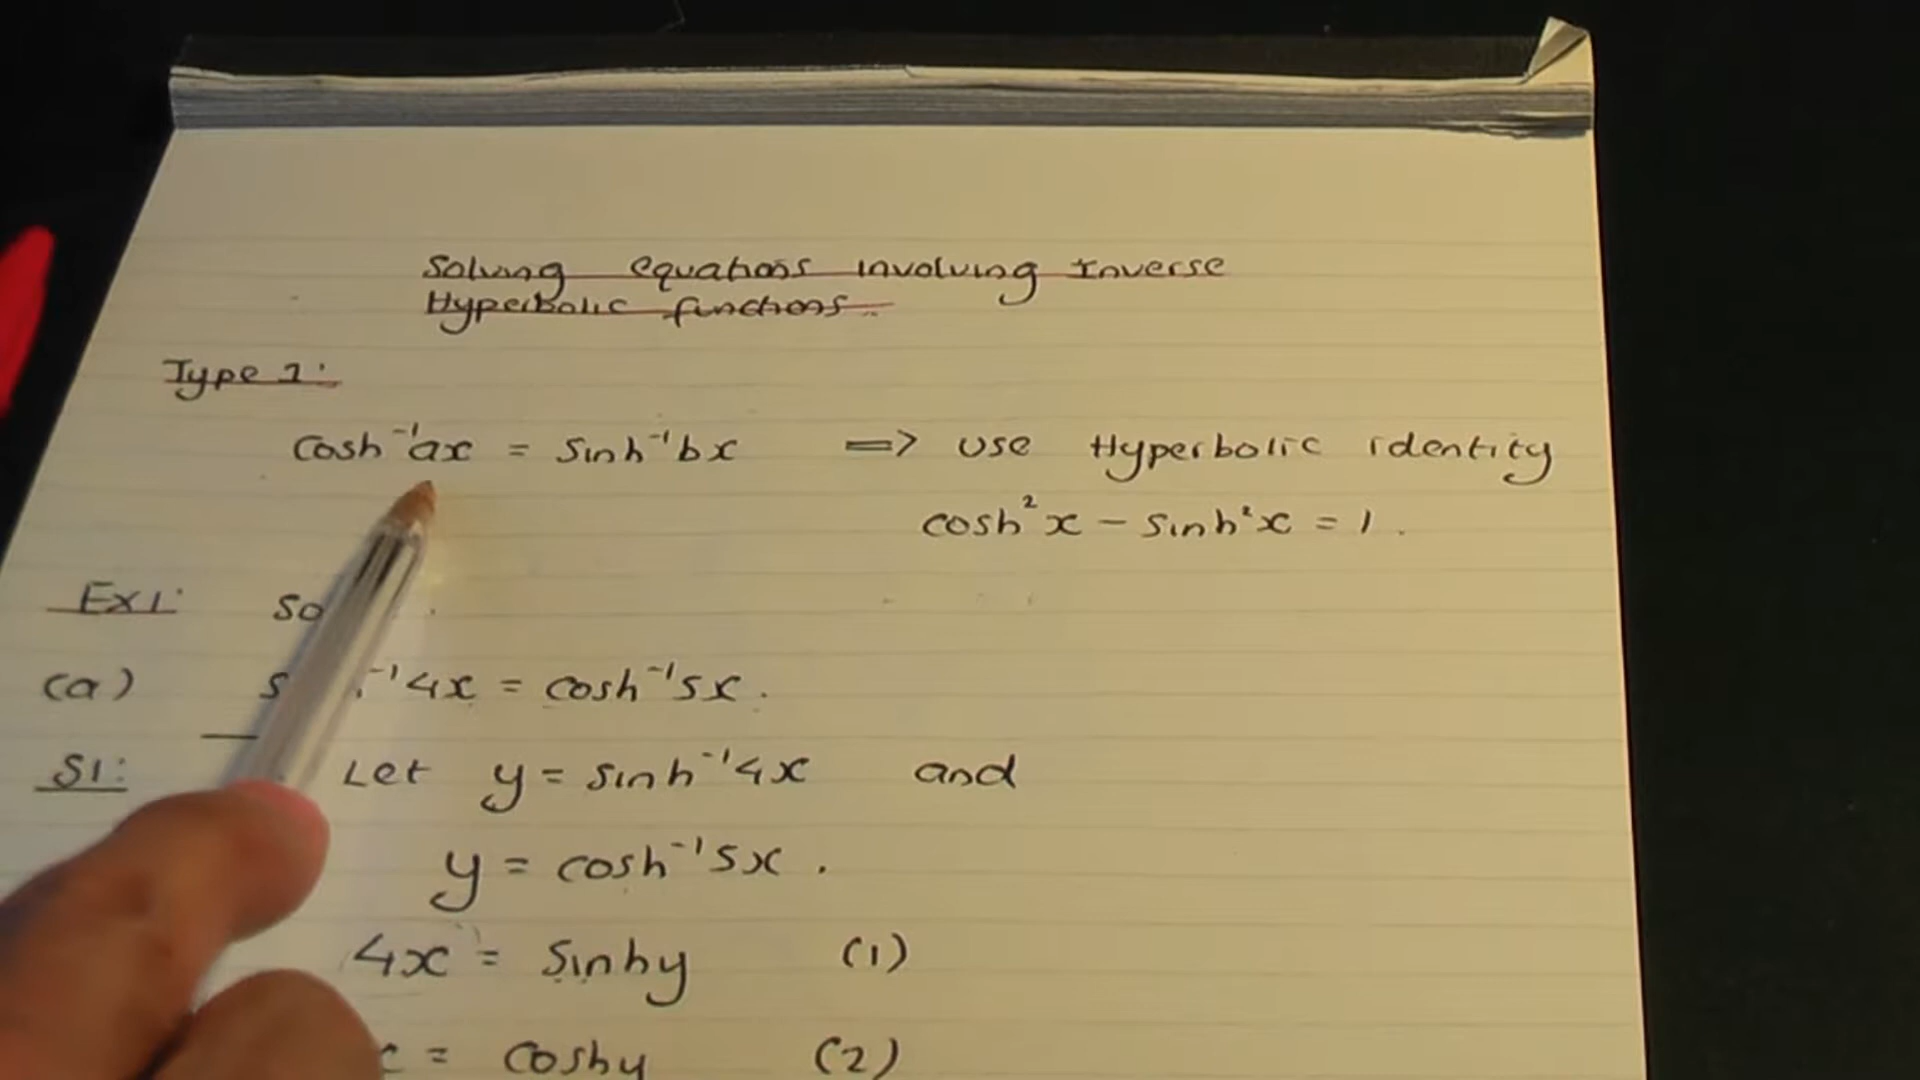 Solving equations involving Inverse
Hyperbolic functions.
Type 1:
cosh⁻¹ax = sinh⁻¹bx => use Hyperbolic identity
cosh²x - sinh²x = 1.
Ex1:
(a) ⁻¹4x = cosh⁻¹5x.
S1: Let y = sinh⁻¹4x and
y = cosh⁻¹5x.
4x = sinhy (1)
= coshy (2)